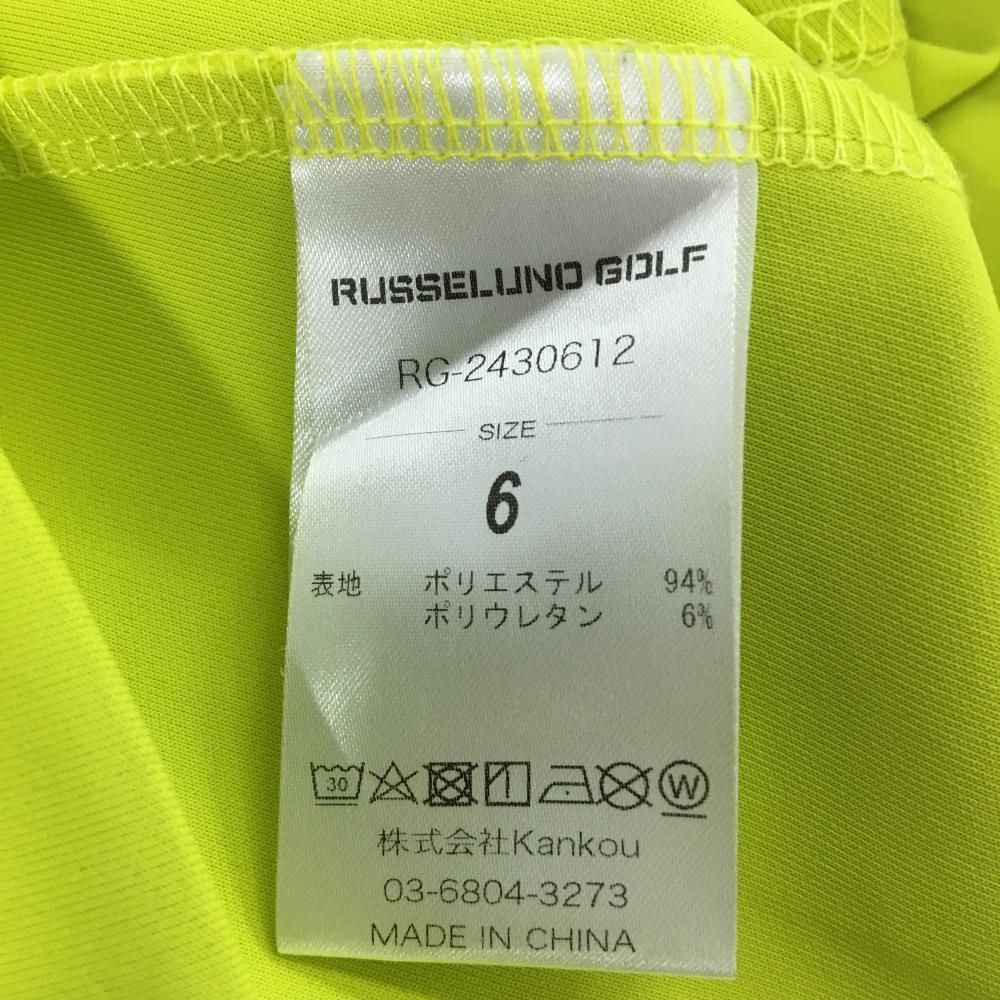 RUSSELUNO GOLF
RG-2430612
SIZE
6
表地 ポリエステル 94%
ポリウレタン 6%
30 W
株式会社Kankou
03-6804-3273
MADE IN CHINA